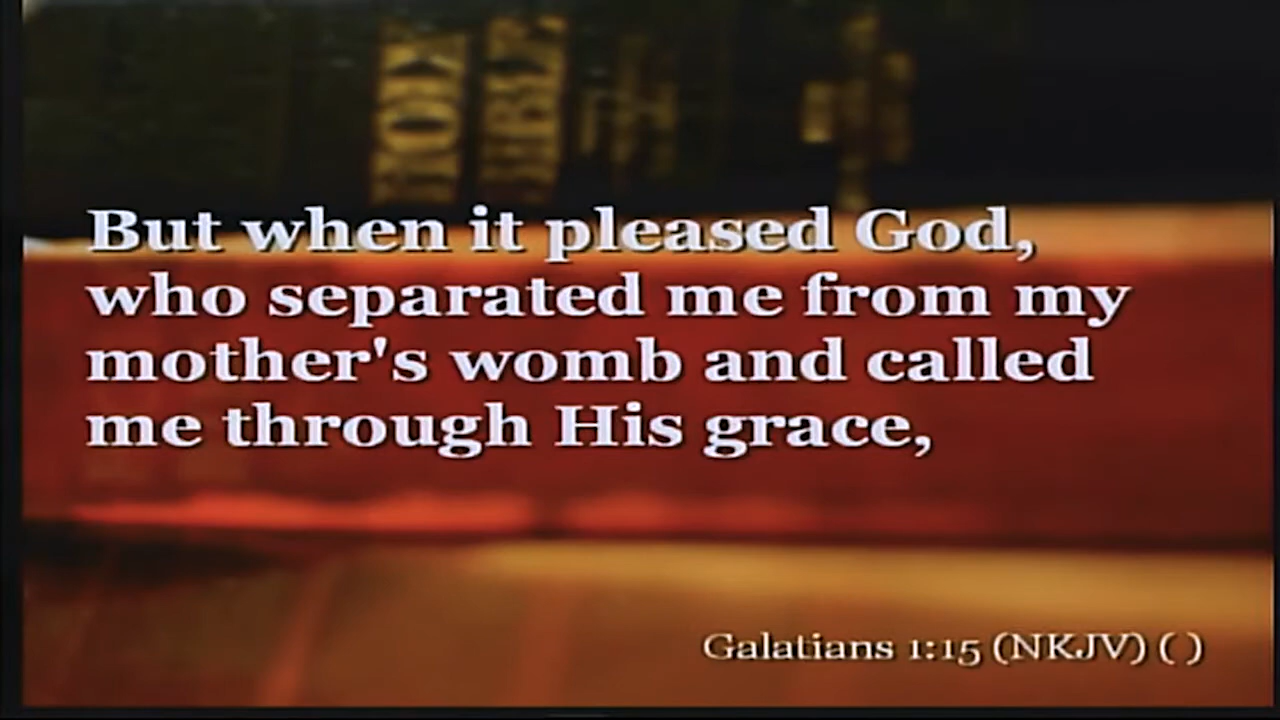 But when it pleased God,
who separated me from my
mother's womb and called
me through His grace,
Galatians 1:15 (NKJV) ( )